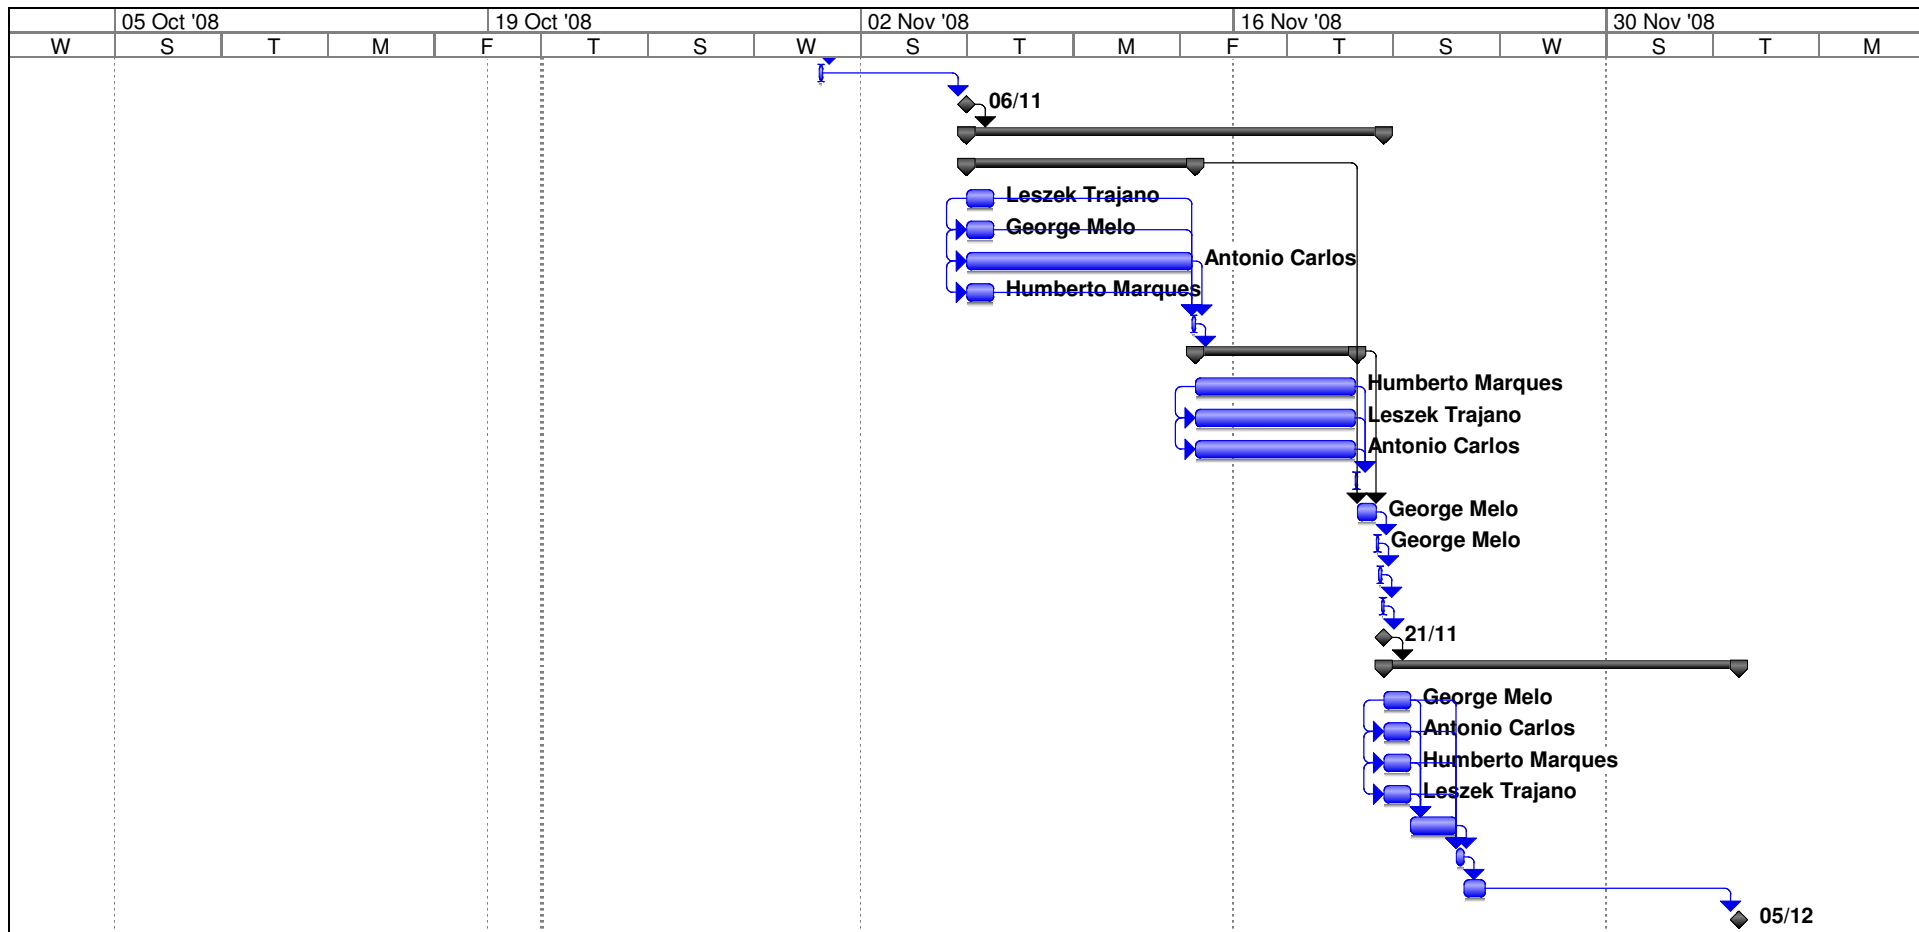 05 Oct '08 19 Oct '08 02 Nov '08 16 Nov '08 30 Nov '08
W S T M F T S W S T M F T S W S T M
06/11
Leszek Trajano
George Melo
Antonio Carlos
Humberto Marques
Humberto Marques
Leszek Trajano
Antonio Carlos
George Melo
George Melo
21/11
George Melo
Antonio Carlos
Humberto Marques
Leszek Trajano
05/12